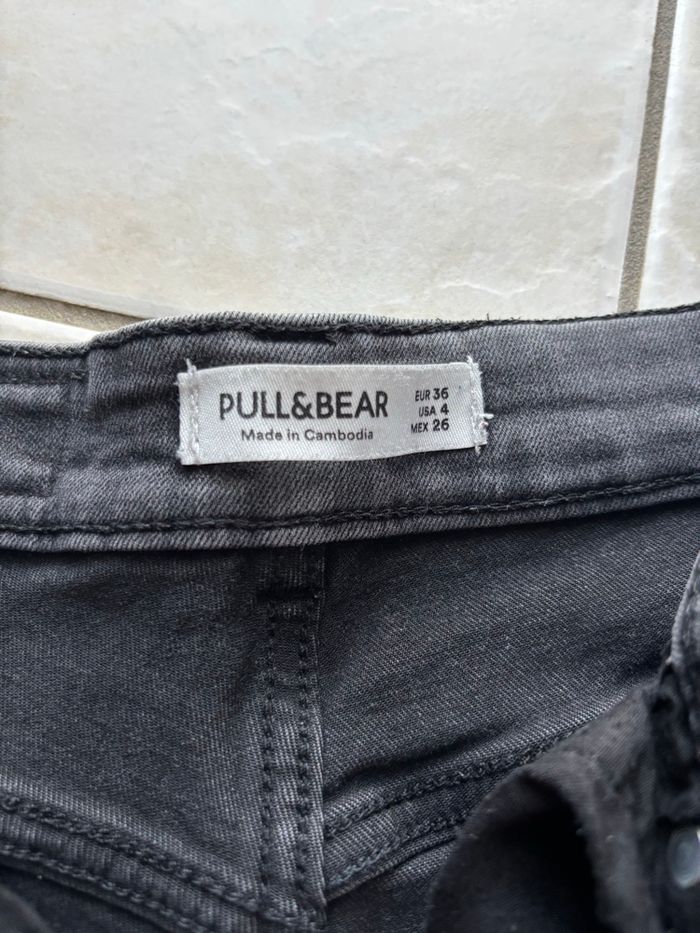 PULL&BEAR
Made in Cambodia
EUR 36
USA 4
MEX 26